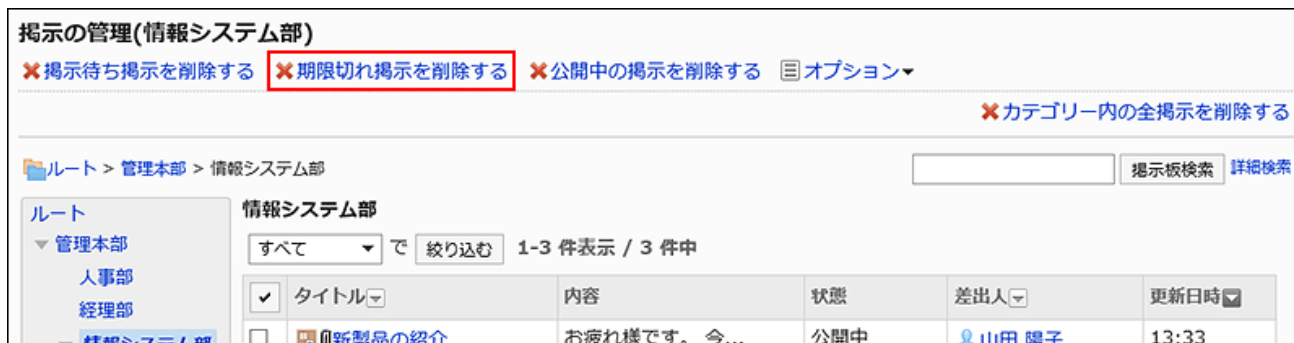 掲示の管理(情報システム部)
掲示待ち掲示を削除する 期限切れ掲示を削除する 公開中の掲示を削除する オプション
カテゴリー内の全掲示を削除する
ルート > 管理本部 > 情報システム部 掲示板検索 詳細検索
ルート
管理本部
人事部
経理部
情報システム部
情報システム部
すべて で 絞り込む 1-3 件表示 / 3 件中
タイトル 内容 状態 差出人 更新日時
新製品の紹介 お疲れ様です。 今... 公開中 山田 陽子 13:33